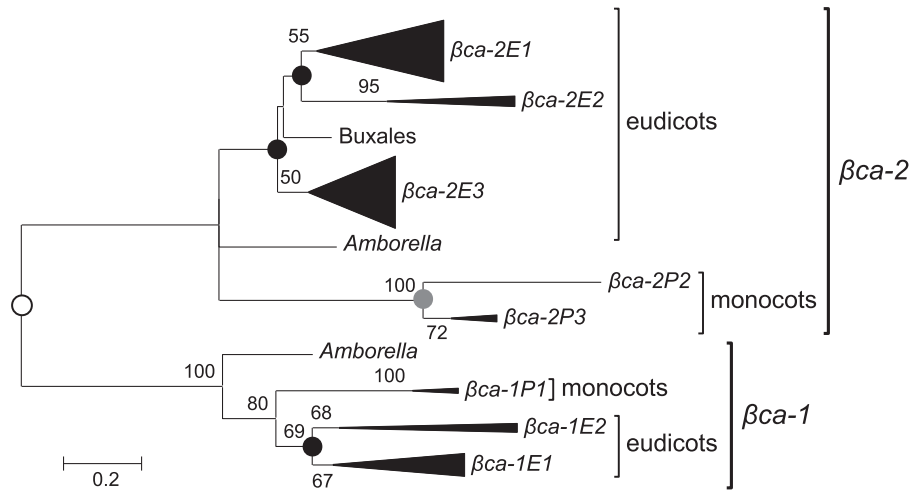 55
βca-2E1
95
βca-2E2
eudicots
Buxales
βca-2
50
βca-2E3
Amborella
100
βca-2P2
monocots
βca-2P3
72
Amborella
100
100
βca-1P1] monocots
80
68
βca-1E2
βca-1
69
eudicots
βca-1E1
67
0.2